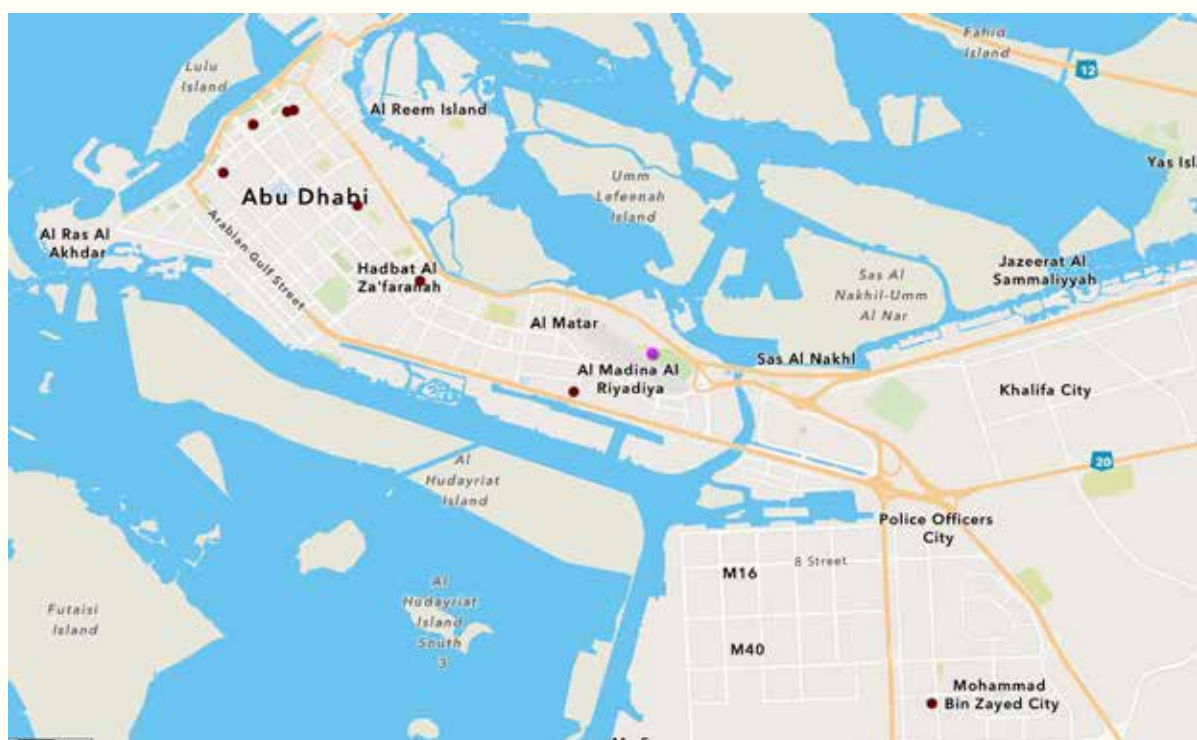 Fahid
Island
12
Lulu
Island
Al Reem Island
Yas Isl
Umm
Lafeenah
Island
Abu Dhabi
Al Ras Al
Akhdar
Arabian Gulf Street
Hadbat Al
Za'faranah
Jazeerat Al
Sammaliyyah
Sas Al
Nakhil-Umm
Al Nar
Al Matar
Sas Al Nakhl
Al Madina Al
Riyadiya
Khalifa City
Al
Hudayriat
Island
20
Police Officers
City
8 Street
M16
Al
Hudayriat
Island
South
3
Futaisi
Island
M40
Mohammad
Bin Zayed City